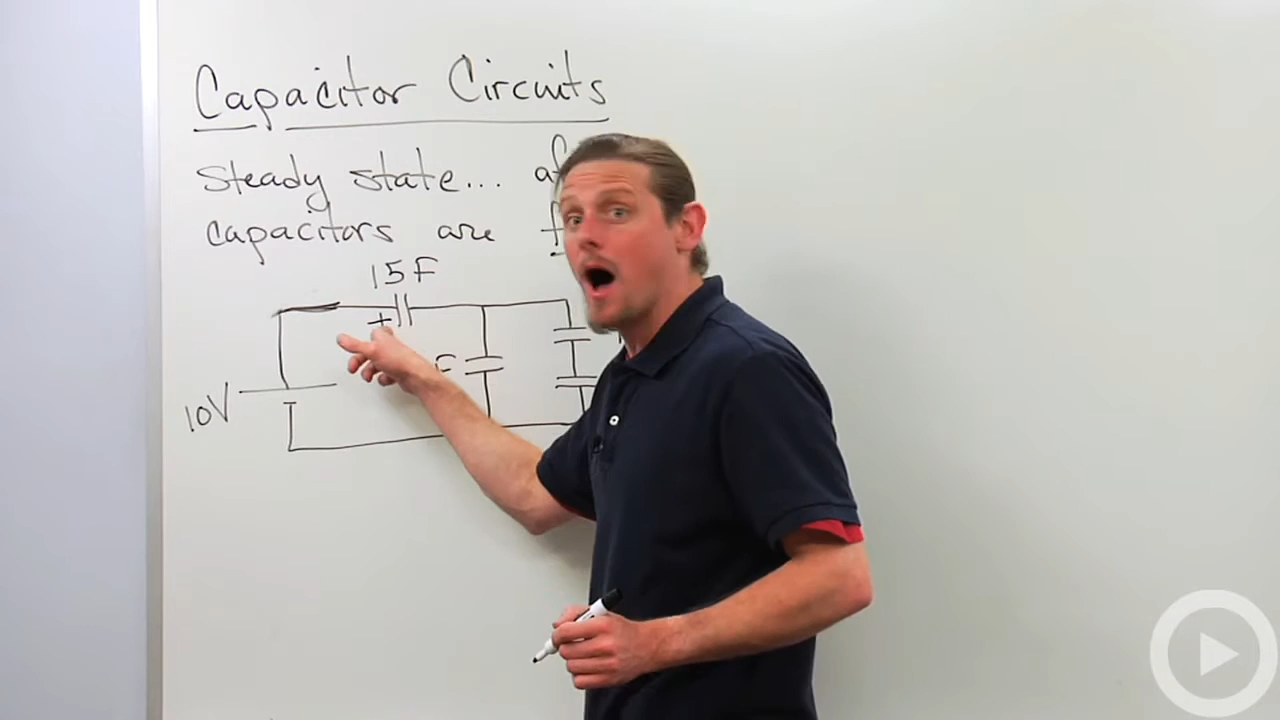 Capacitor Circuits
steady state...
capacitors are
15F
+
10V